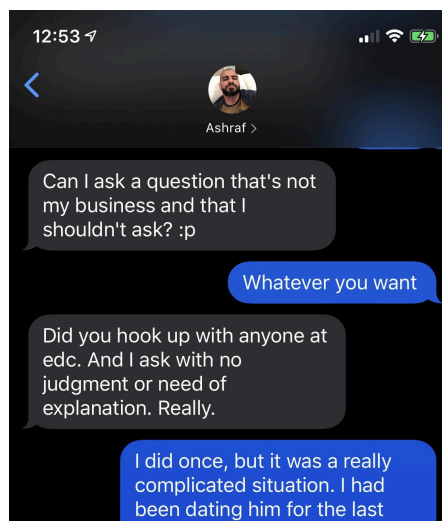 12:53
Ashraf >
Can I ask a question that's not
my business and that I
shouldn't ask? :p
Whatever you want
Did you hook up with anyone at
edc. And I ask with no
judgment or need of
explanation. Really.
I did once, but it was a really
complicated situation. I had
been dating him for the last